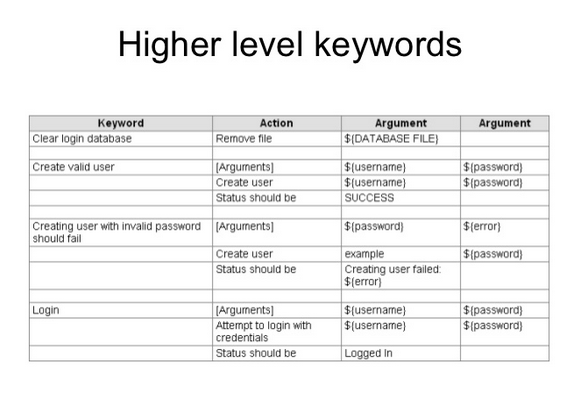 Higher level keywords
Keyword Action Argument Argument
Clear login database Remove file ${DATABASE FILE}
Create valid user [Arguments] ${username} ${password}
Create user ${username} ${password}
Status should be SUCCESS
Creating user with invalid password should fail [Arguments] ${password} ${error}
Create user example ${password}
Status should be Creating user failed: ${error}
Login [Arguments] ${username} ${password}
Attempt to login with credentials ${username} ${password}
Status should be Logged In